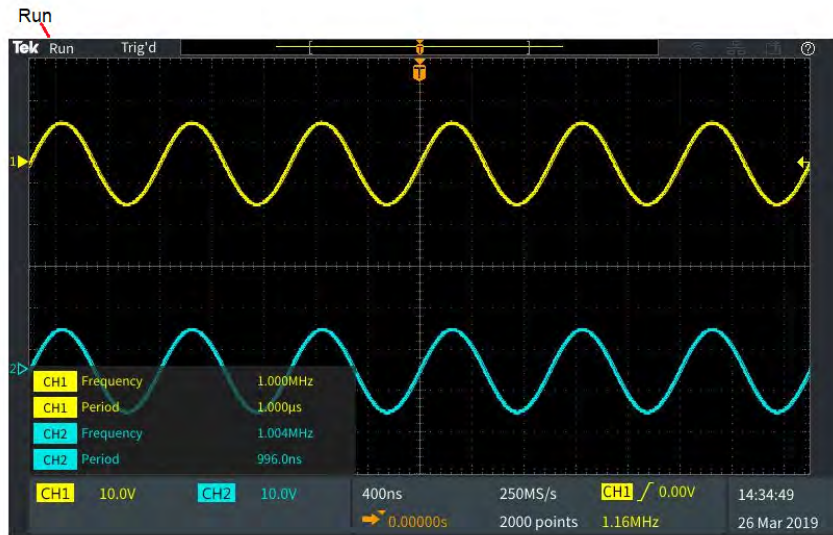 Run
Tek Run Trig'd ?
T
T
1
2
CH1 Frequency 1.000MHz
CH1 Period 1.000µs
CH2 Frequency 1.004MHz
CH2 Period 996.0ns
CH1 10.0V CH2 10.0V 400ns 250MS/s CH1 0.00V 14:34:49
0.00000s 2000 points 1.16MHz 26 Mar 2019